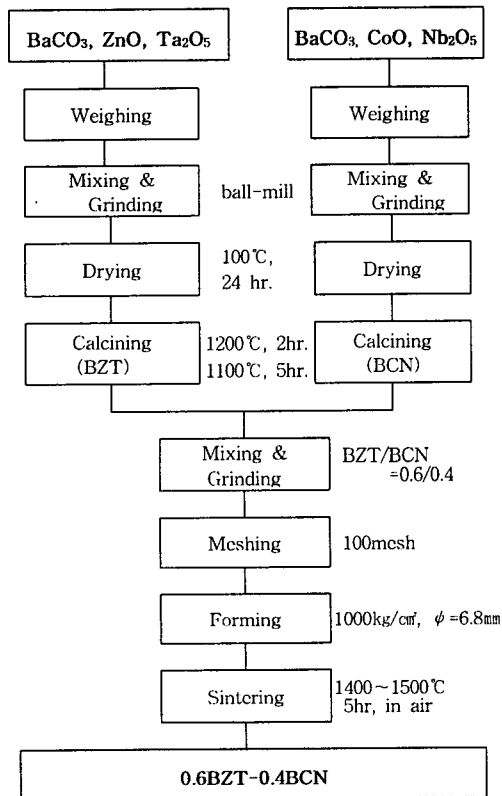 BaCO₃, ZnO, Ta₂O₅
BaCO₃, CoO, Nb₂O₅
Weighing
Weighing
Mixing &
Grinding
ball-mill
Mixing &
Grinding
Drying
100℃,
24 hr.
Drying
Calcining
(BZT)
1200℃, 2hr.
1100℃, 5hr.
Calcining
(BCN)
Mixing &
Grinding
BZT/BCN
=0.6/0.4
Meshing
100mesh
Forming
1000kg/㎠, ϕ=6.8㎜
Sintering
1400~1500℃
5hr, in air
0.6BZT-0.4BCN